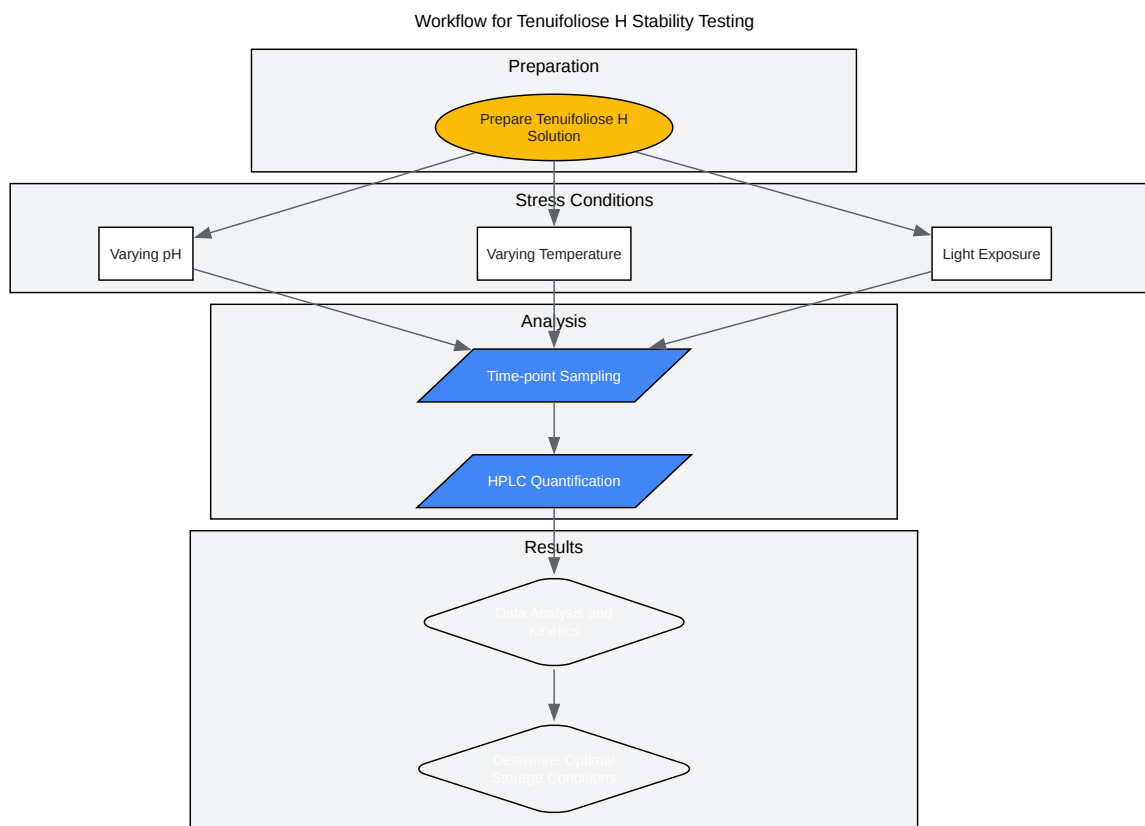 Workflow for Tenuifoliose H Stability Testing
Preparation
Prepare Tenuifoliose H
Solution
Stress Conditions
Varying pH
Varying Temperature
Light Exposure
Analysis
Time-point Sampling
HPLC Quantification
Results
Data Analysis and
Kinetics
Determine Optimal
Storage Conditions